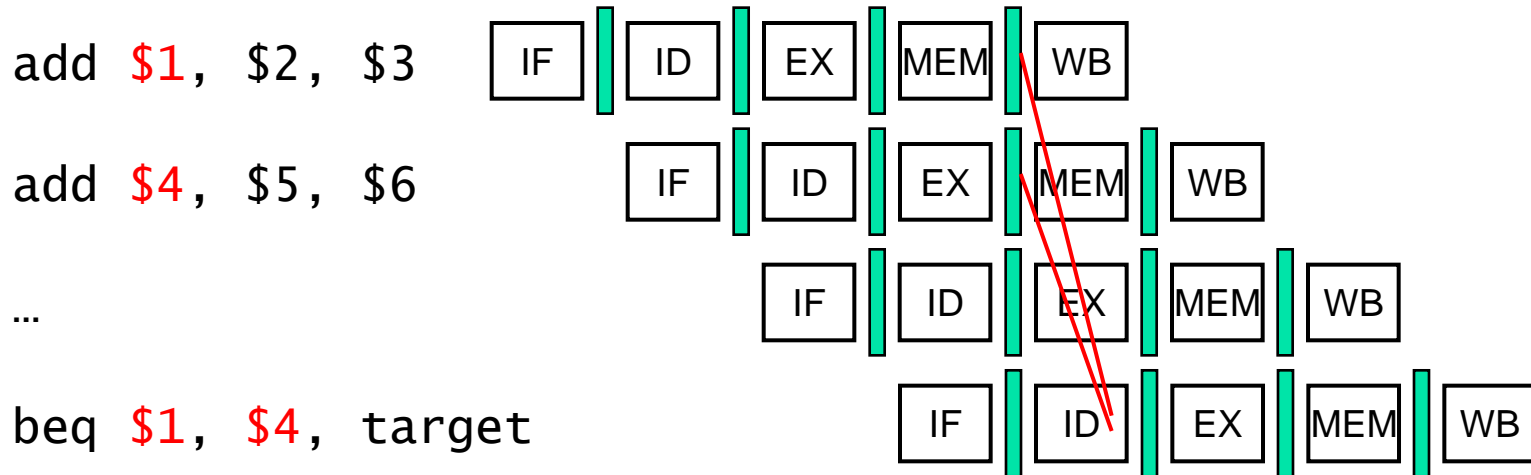 add $1, $2, $3 IF ID EX MEM WB
add $4, $5, $6 IF ID EX MEM WB
... IF ID EX MEM WB
beq $1, $4, target IF ID EX MEM WB